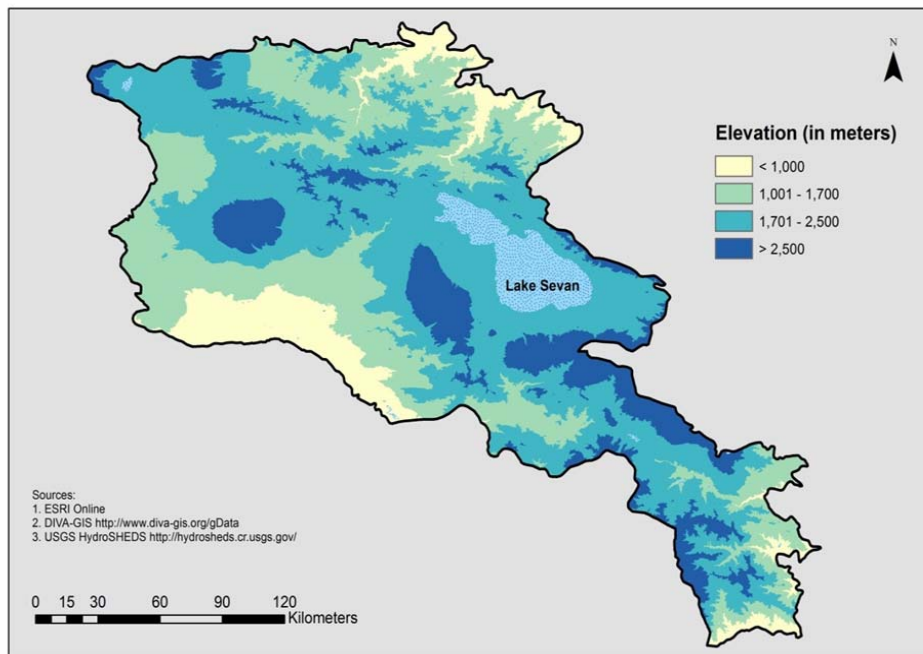 N
Elevation (in meters)
< 1,000
1,001 - 1,700
1,701 - 2,500
> 2,500
Lake Sevan
Sources:
1. ESRI Online
2. DIVA-GIS http://www.diva-gis.org/gData
3. USGS HydroSHEDS http://hydrosheds.cr.usgs.gov/
0 15 30 60 90 120
Kilometers